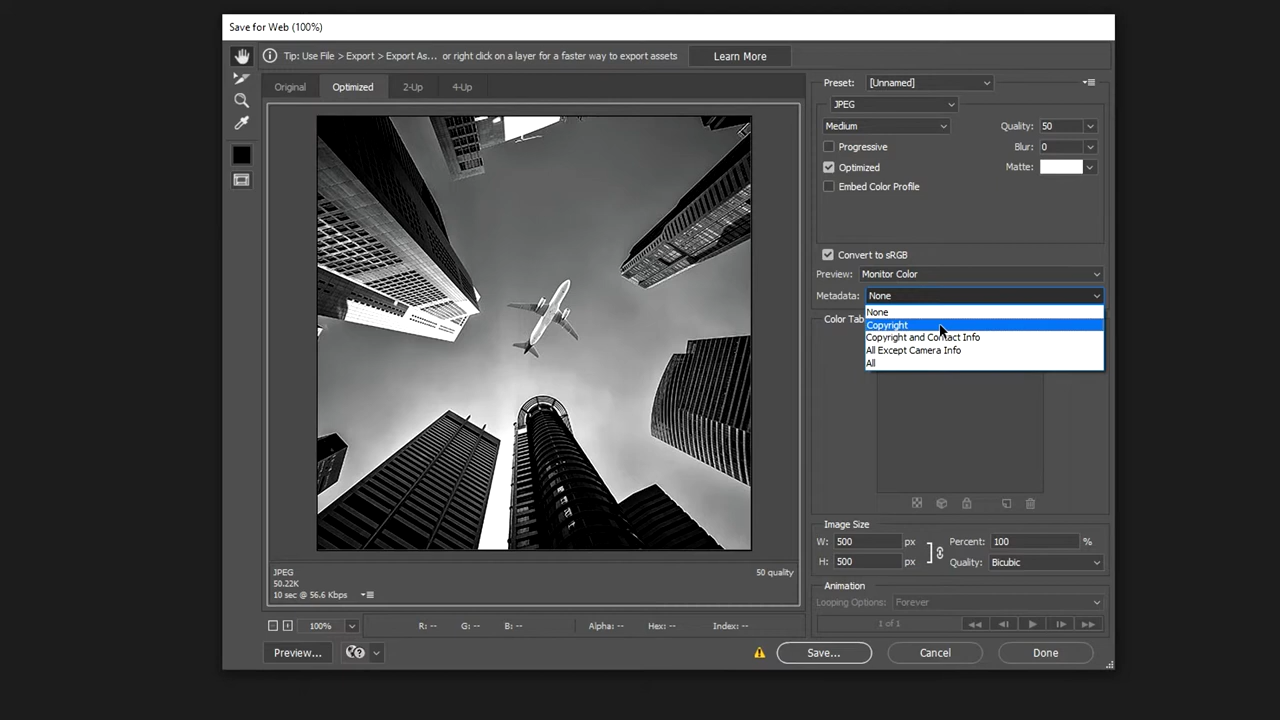 Save for Web (100%)
Tip: Use File > Export > Export As... or right click on a layer for a faster way to export assets
Learn More
Original
Optimized
2-Up
4-Up
Preset: [Unnamed]
JPEG
Medium
Quality: 50
Progressive
Blur: 0
Optimized
Matte:
Embed Color Profile
Convert to sRGB
Preview: Monitor Color
Metadata: None
None
Color Tab
Copyright
Copyright and Contact Info
All Except Camera Info
All
Image Size
W: 500 px
Percent: 100 %
H: 500 px
Quality: Bicubic
JPEG
50 quality
50.22K
10 sec @ 56.6 Kbps
Animation
Looping Options: Forever
1 of 1
100%
R: --
G: --
B: --
Alpha: --
Hex: --
Index: --
Preview...
Save...
Cancel
Done